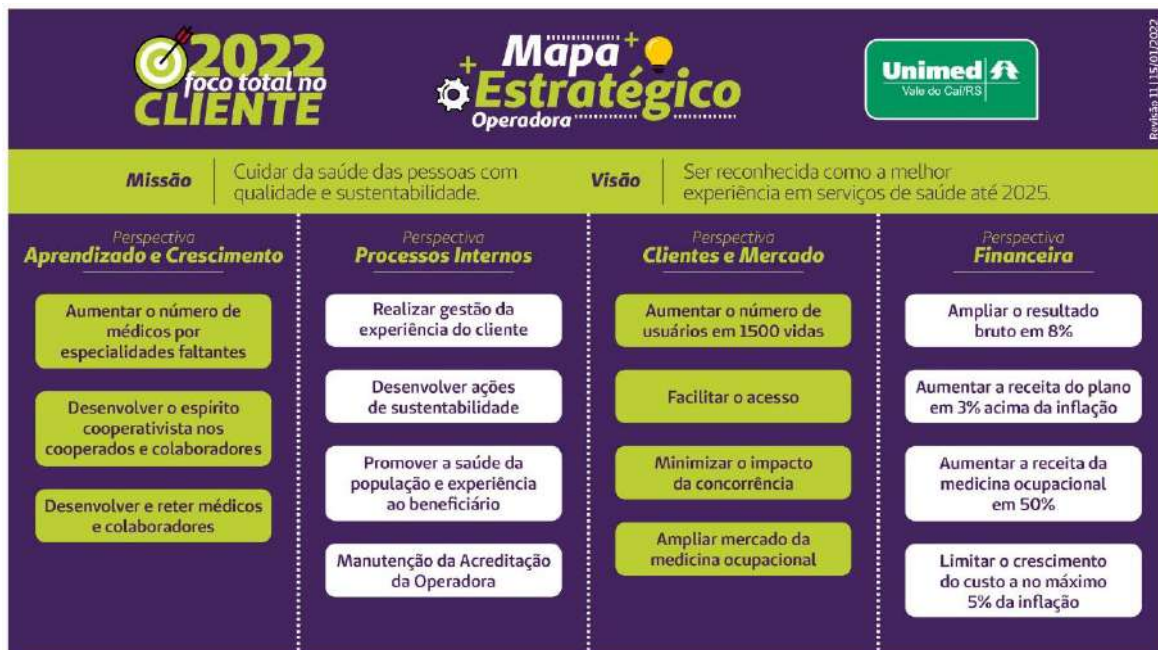 2022
foco total no
CLIENTE
Mapa
Estratégico
Operadora
Unimed
Vale do Caí/RS
Revisão 11 | 15/01/2022
Missão
Cuidar da saúde das pessoas com
qualidade e sustentabilidade.
Visão
Ser reconhecida como a melhor
experiência em serviços de saúde até 2025.
Perspectiva
Aprendizado e Crescimento
Aumentar o número de
médicos por
especialidades faltantes
Desenvolver o espírito
cooperativista nos
cooperados e colaboradores
Desenvolver e reter médicos
e colaboradores
Perspectiva
Processos Internos
Realizar gestão da
experiência do cliente
Desenvolver ações
de sustentabilidade
Promover a saúde da
população e experiência
ao beneficiário
Manutenção da Acreditação
da Operadora
Perspectiva
Clientes e Mercado
Aumentar o número de
usuários em 1500 vidas
Facilitar o acesso
Minimizar o impacto
da concorrência
Ampliar mercado da
medicina ocupacional
Perspectiva
Financeira
Ampliar o resultado
bruto em 8%
Aumentar a receita do plano
em 3% acima da inflação
Aumentar a receita da
medicina ocupacional
em 50%
Limitar o crescimento
do custo a no máximo
5% da inflação